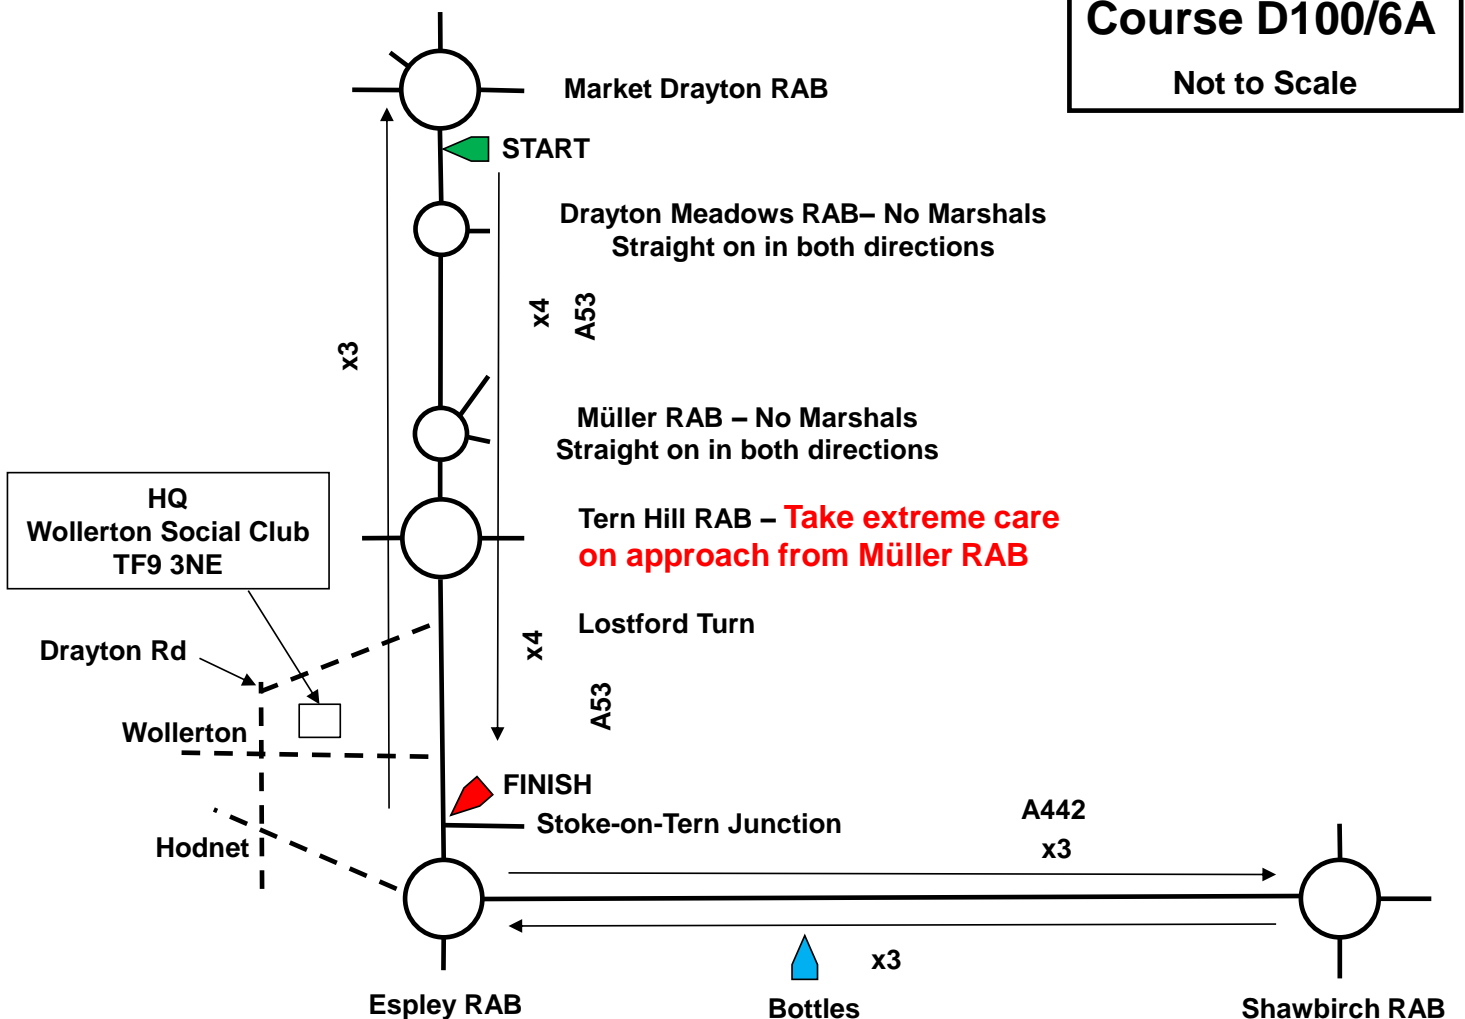 Course D100/6A
Not to Scale
Market Drayton RAB
START
Drayton Meadows RAB– No Marshals
Straight on in both directions
x4
A53
x3
Müller RAB – No Marshals
Straight on in both directions
HQ
Wollerton Social Club
TF9 3NE
Tern Hill RAB – Take extreme care
on approach from Müller RAB
Lostford Turn
Drayton Rd
x4
A53
Wollerton
FINISH
Stoke-on-Tern Junction
A442
x3
Hodnet
x3
Espley RAB
Bottles
Shawbirch RAB